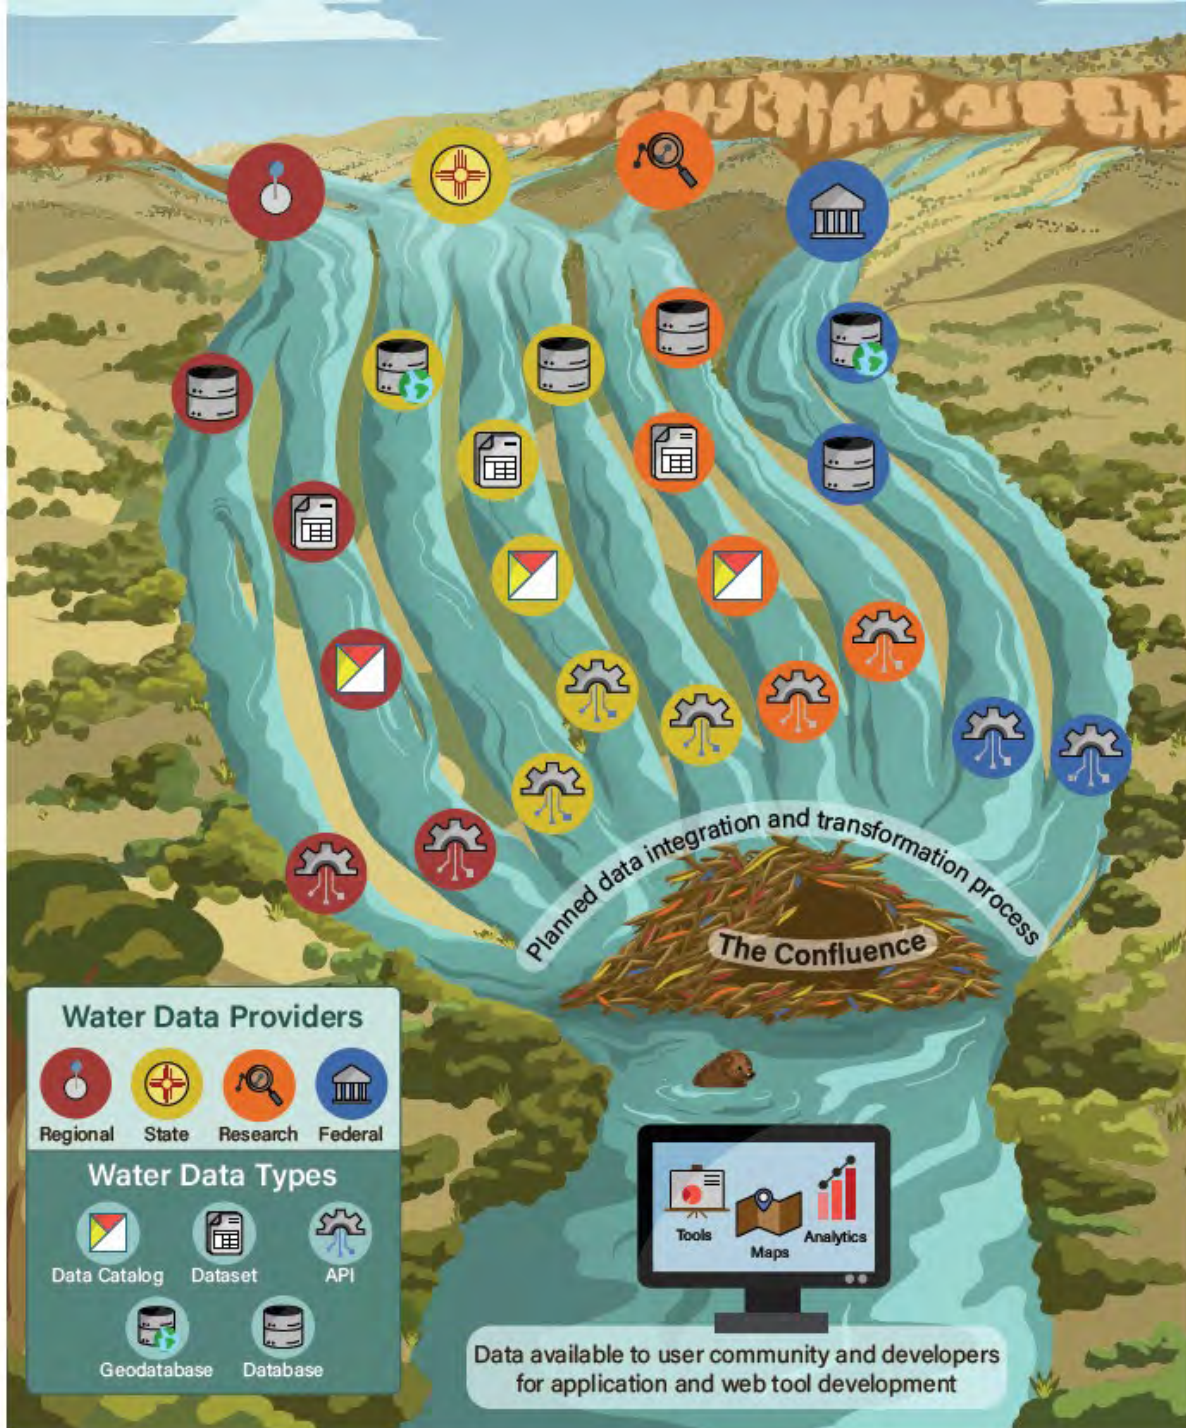 Planned data integration and transformation process
The Confluence
Water Data Providers
Regional
State
Research
Federal
Water Data Types
Data Catalog
Dataset
API
Geodatabase
Database
Tools
Maps
Analytics
Data available to user community and developers
for application and web tool development